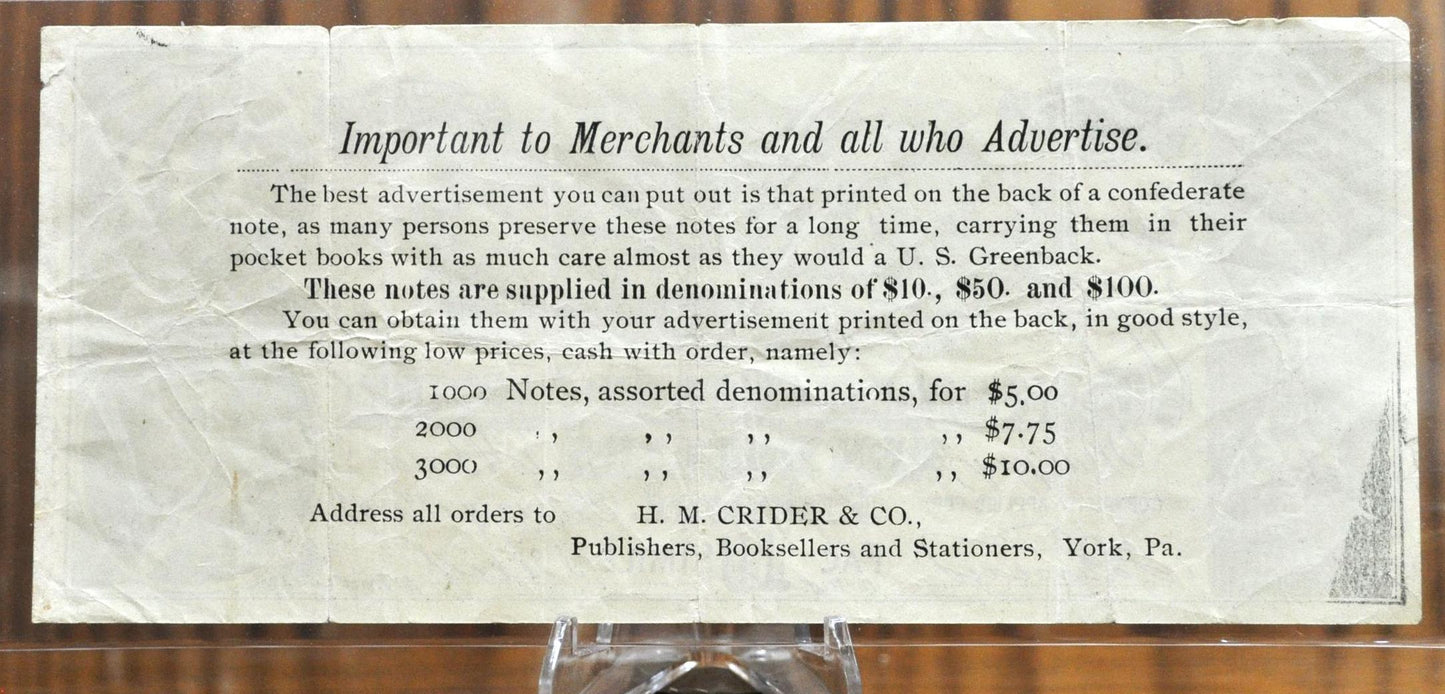 Important to Merchants and all who Advertise.
The best advertisement you can put out is that printed on the back of a confederate
note, as many persons preserve these notes for a long time, carrying them in their
pocket books with as much care almost as they would a U. S. Greenback.
These notes are supplied in denominations of $10., $50. and $100.
You can obtain them with your advertisement printed on the back, in good style,
at the following low prices, cash with order, namely:
1000 Notes, assorted denominations, for $5.00
2000 ,, ,, ,, ,, $7.75
3000 ,, ,, ,, ,, $10.00
Address all orders to H. M. CRIDER & CO.,
Publishers, Booksellers and Stationers, York, Pa.